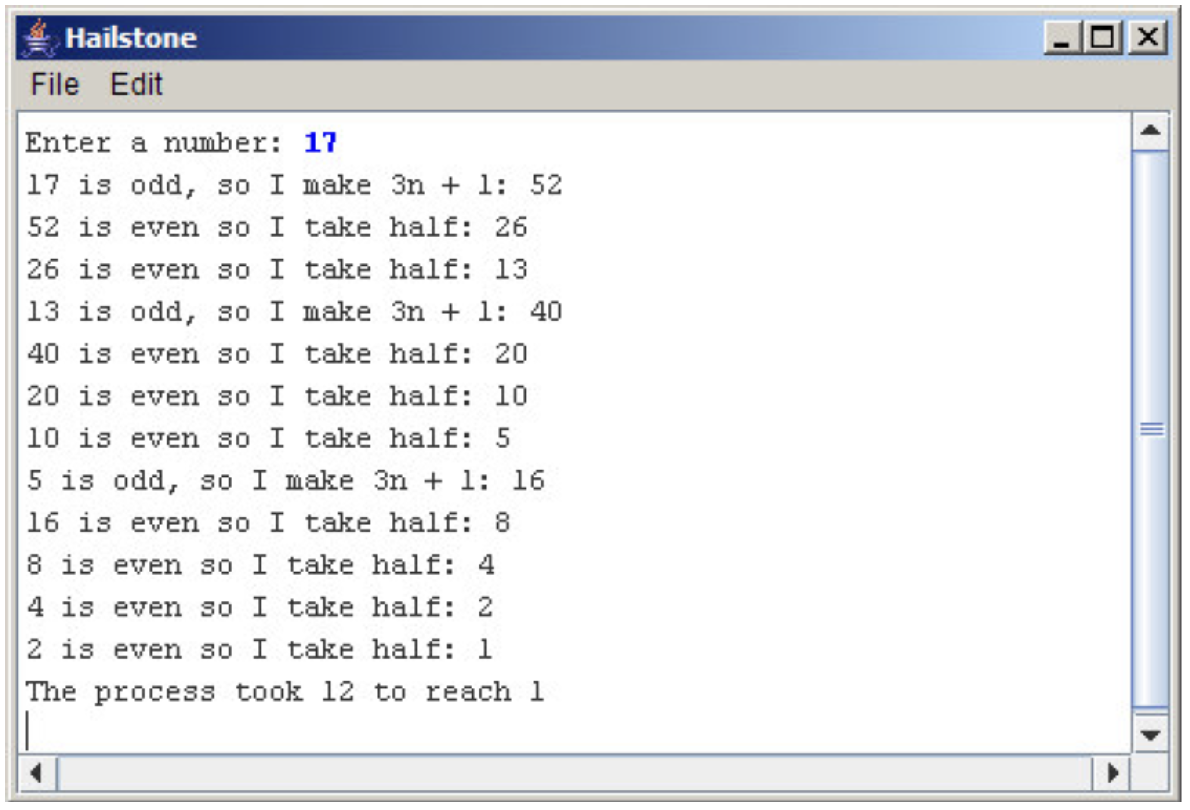 Hailstone
File Edit
Enter a number: 17
17 is odd, so I make 3n + 1: 52
52 is even so I take half: 26
26 is even so I take half: 13
13 is odd, so I make 3n + 1: 40
40 is even so I take half: 20
20 is even so I take half: 10
10 is even so I take half: 5
5 is odd, so I make 3n + 1: 16
16 is even so I take half: 8
8 is even so I take half: 4
4 is even so I take half: 2
2 is even so I take half: 1
The process took 12 to reach 1